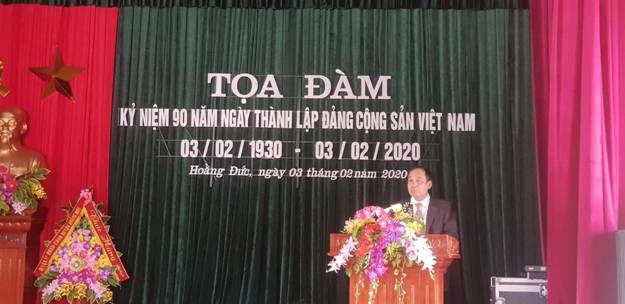 TỌA ĐÀM
KỶ NIỆM 90 NĂM NGÀY THÀNH LẬP ĐẢNG CỘNG SẢN VIỆT NAM
03 / 02 / 1930 - 03 / 02 / 2020
Hoằng Đức, ngày 03 tháng 02 năm 2020